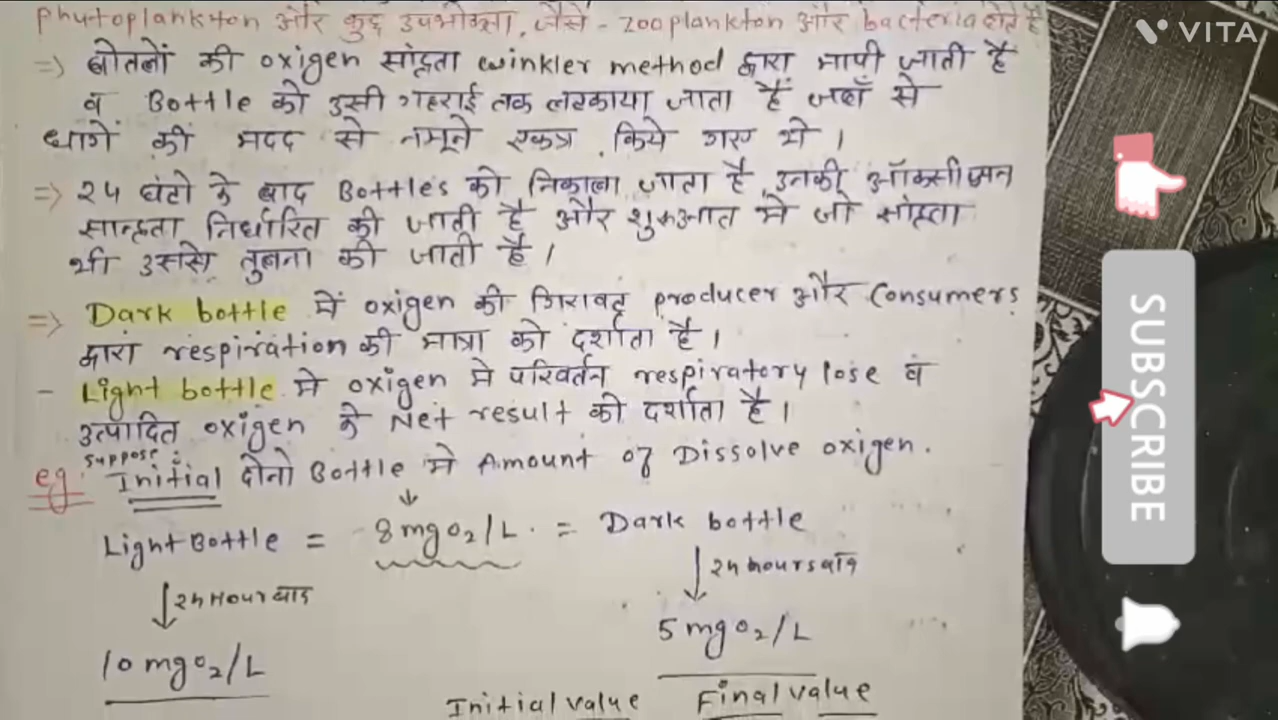 Phytoplankton और कुछ उपभोक्ता, जैसे - zooplankton और bacteria होते हैं
VITA
=> बोतलों की oxigen सांद्रता winkler method द्वारा मापी जाती है
वं Bottle को उसी गहराई तक लटकाया जाता है जहाँ से
धागे की मदद से नमूने एकत्र किये गए थे।
=> २५ घंटो के बाद Bottles को निकाला जाता है उनकी ऑक्सीजन
सान्द्रता निर्धारित की जाती है और शुरुआत मे जो सांद्रता
थी उससे तुलना की जाती है।
=> Dark bottle में oxigen की गिरावट producer और Consumers
द्वारा respiration की मात्रा को दर्शाता है।
- Light bottle मे oxigen मे परिवर्तन respiratory lose वं
उत्पादित oxigen के Net result को दर्शाता है।
suppose:
eg: Initial दोनो Bottle मे Amount of Dissolve oxigen.
Light Bottle = 8 mg O2/L = Dark bottle
24 Hour बाद
24 hours बाद
10 mg O2/L
5 mg O2/L
Initial value Final value
SUBSCRIBE